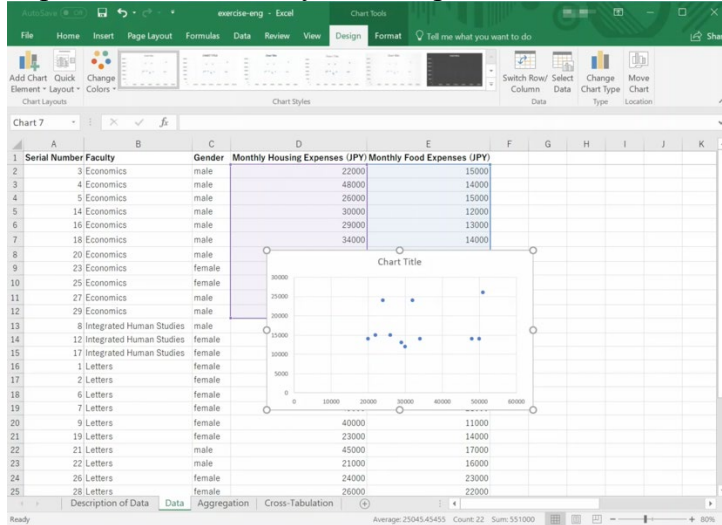 AutoSave Off exercise-eng - Excel Chart Tools
File Home Insert Page Layout Formulas Data Review View Design Format Tell me what you want to do Shar
Add Chart Element Quick Layout Change Colors Switch Row/ Column Select Data Change Chart Type Move Chart
Chart Layouts Chart Styles Data Type Location
Chart 7 fx
A B C D E F G H I J K
1 Serial Number Faculty Gender Monthly Housing Expenses (JPY) Monthly Food Expenses (JPY)
2 3 Economics male 22000 15000
3 4 Economics male 48000 14000
4 5 Economics male 26000 15000
5 14 Economics male 30000 12000
6 16 Economics male 29000 13000
7 18 Economics male 34000 14000
8 20 Economics male
9 23 Economics female
10 25 Economics female
11 27 Economics male
12 29 Economics male
13 8 Integrated Human Studies male
14 12 Integrated Human Studies female
15 17 Integrated Human Studies female
16 1 Letters female
17 2 Letters female
18 6 Letters female
19 7 Letters female
20 9 Letters female 40000 11000
21 19 Letters female 23000 14000
22 21 Letters male 45000 17000
23 22 Letters male 21000 16000
24 26 Letters female 24000 23000
25 28 Letters female 26000 22000
Chart Title
30000
25000
20000
15000
10000
5000
0
0 10000 20000 30000 40000 50000 60000
Description of Data Data Aggregation Cross-Tabulation
Ready Average: 25045.45455 Count: 22 Sum: 551000 80%